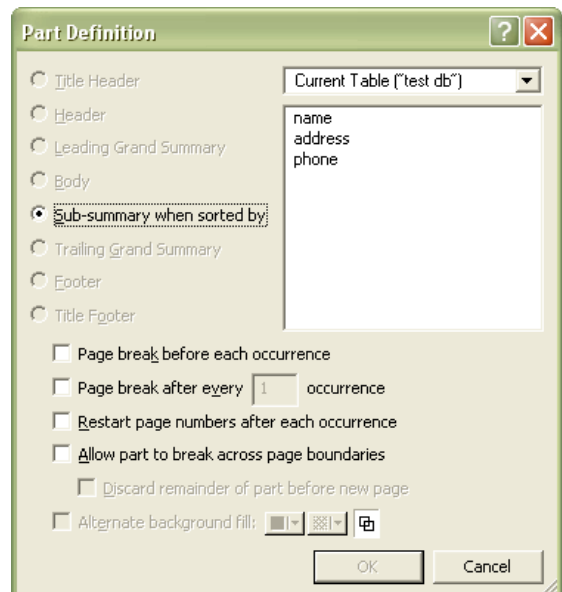 Part Definition
Title Header
Current Table ("test db")
Header
Leading Grand Summary
Body
Sub-summary when sorted by
Trailing Grand Summary
Footer
Title Footer
name
address
phone
Page break before each occurrence
Page break after every 1 occurrence
Restart page numbers after each occurrence
Allow part to break across page boundaries
Discard remainder of part before new page
Alternate background fill:
OK
Cancel